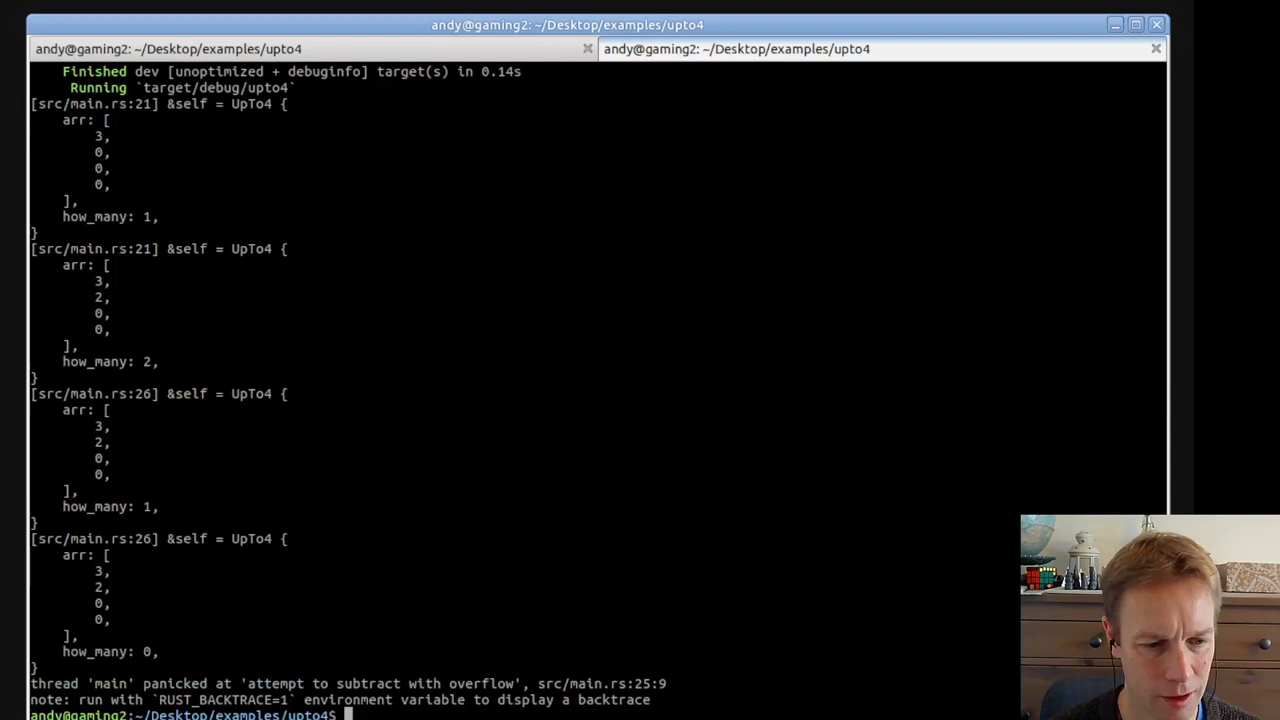 andy@gaming2: ~/Desktop/examples/upto4
andy@gaming2: ~/Desktop/examples/upto4
andy@gaming2: ~/Desktop/examples/upto4
    Finished dev [unoptimized + debuginfo] target(s) in 0.14s
     Running `target/debug/upto4`
[src/main.rs:21] &self = UpTo4 {
    arr: [
        3,
        0,
        0,
        0,
    ],
    how_many: 1,
}
[src/main.rs:21] &self = UpTo4 {
    arr: [
        3,
        2,
        0,
        0,
    ],
    how_many: 2,
}
[src/main.rs:26] &self = UpTo4 {
    arr: [
        3,
        2,
        0,
        0,
    ],
    how_many: 1,
}
[src/main.rs:26] &self = UpTo4 {
    arr: [
        3,
        2,
        0,
        0,
    ],
    how_many: 0,
}
thread 'main' panicked at 'attempt to subtract with overflow', src/main.rs:25:9
note: run with `RUST_BACKTRACE=1` environment variable to display a backtrace
andy@gaming2:~/Desktop/examples/upto4$